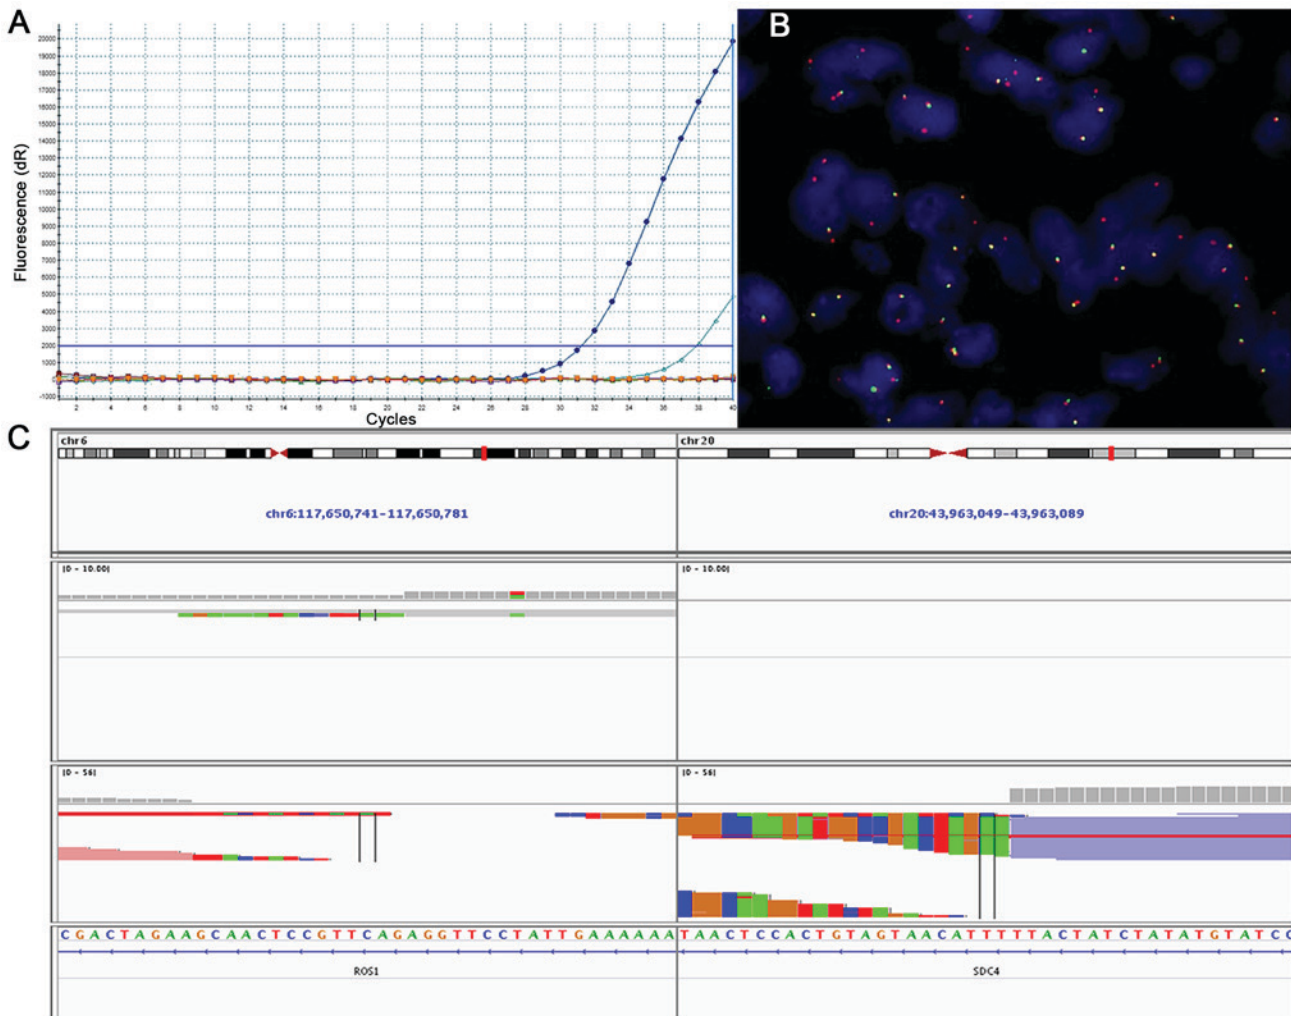 A
B
20000
19000
18000
17000
16000
15000
14000
13000
12000
11000
10000
9000
8000
7000
6000
5000
4000
3000
2000
1000
0
-1000
Fluorescence (dR)
2 4 6 8 10 12 14 16 18 20 22 24 26 28 30 32 34 36 38 40
Cycles
C
chr6
chr20
chr6:117,650,741-117,650,781
chr20:43,963,049-43,963,089
[0 - 10.00]
[0 - 10.00]
[0 - 56]
[0 - 56]
CGACTAGAAGCAACTCCGTTCAGAGGTTCCTATTGAAAAAA
TAACTCCACTGTAGTAACATTTTTACTATCTATATGTATCC
ROS1
SDC4